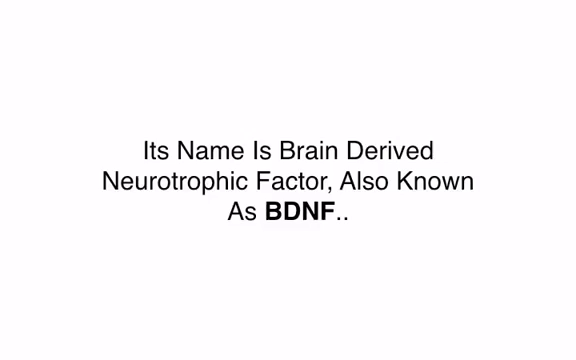 Its Name Is Brain Derived
Neurotrophic Factor, Also Known
As BDNF..